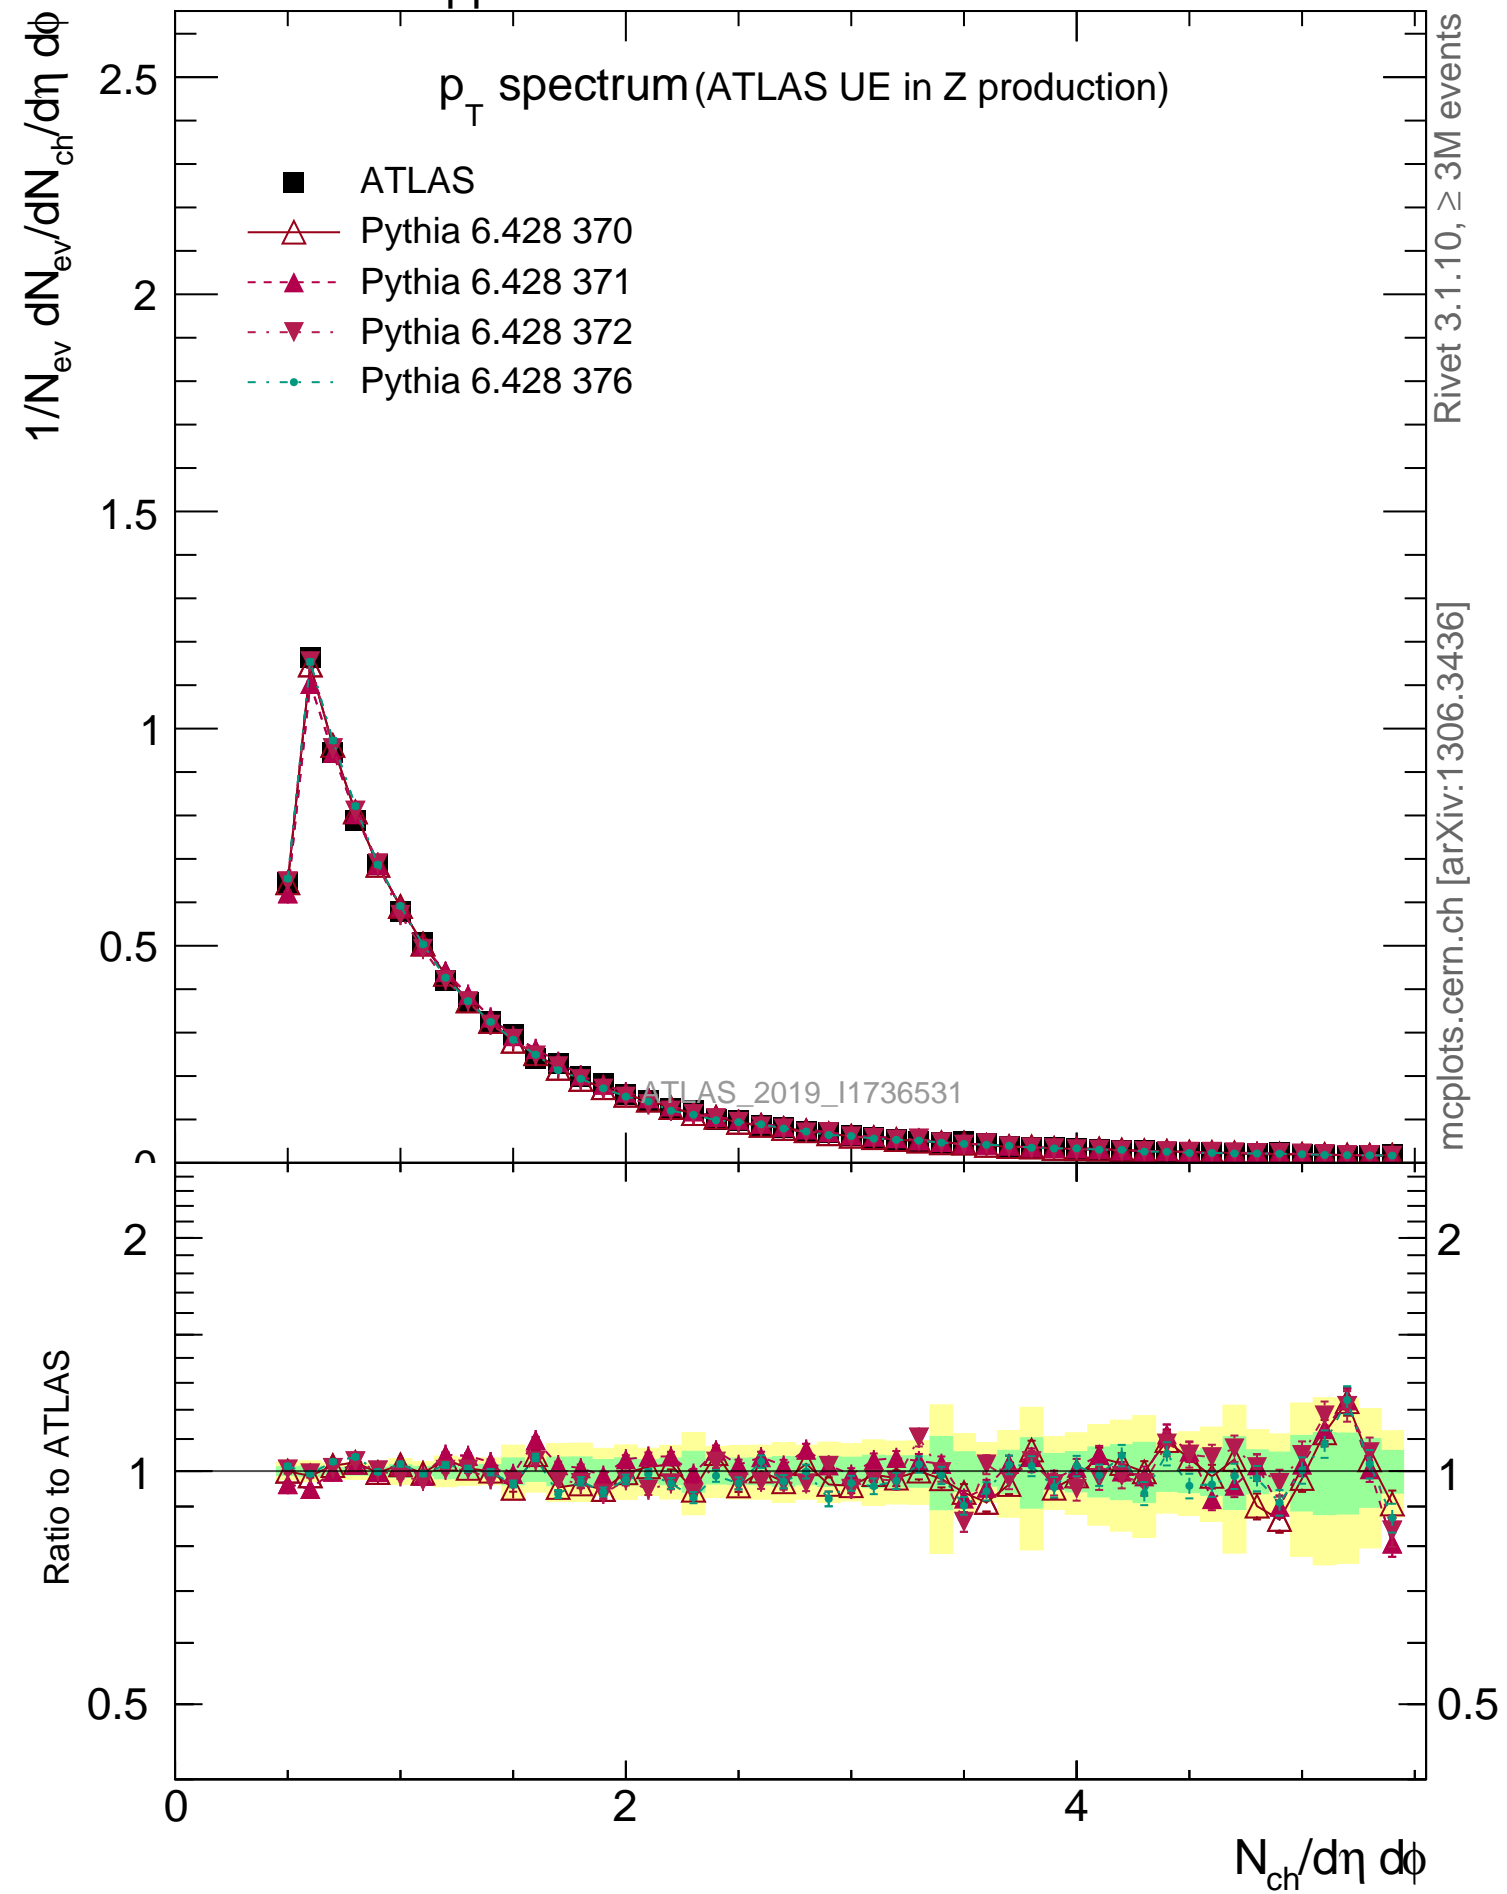 1/N_ev dN_ev/dN_ch/dη dϕ
p_T spectrum (ATLAS UE in Z production)
ATLAS
Pythia 6.428 370
Pythia 6.428 371
Pythia 6.428 372
Pythia 6.428 376
2.5
2
1.5
1
0.5
0
ATLAS_2019_I1736531
Rivet 3.1.10, ≥ 3M events
mcplots.cern.ch [arXiv:1306.3436]
Ratio to ATLAS
2
1
0.5
2
1
0.5
0
2
4
N_ch/dη dϕ